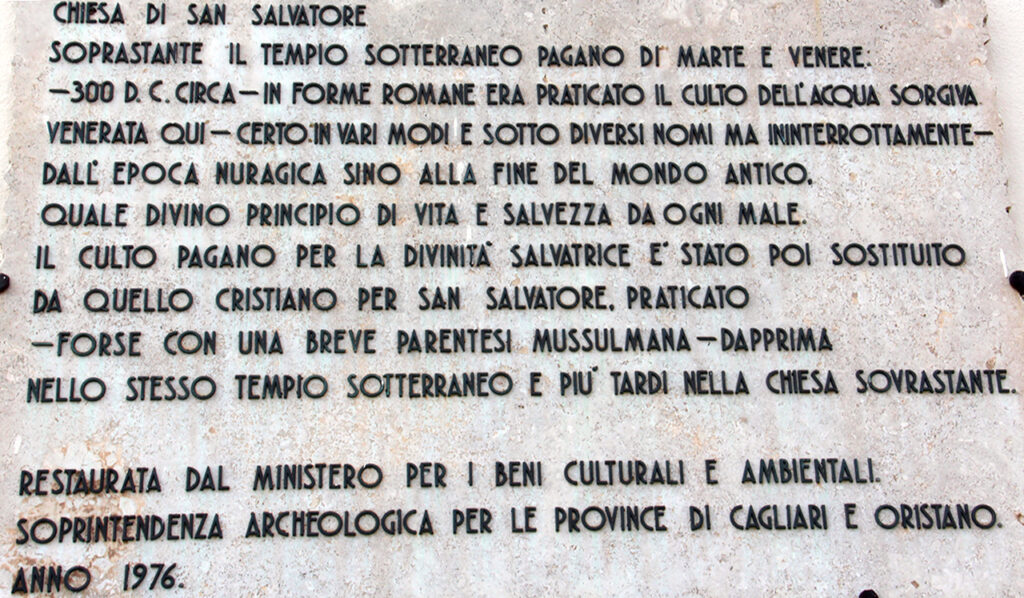 CHIESA DI SAN SALVATORE
SOPRASTANTE IL TEMPIO SOTTERRANEO PAGANO DI MARTE E VENERE:
—300 D. C. CIRCA— IN FORME ROMANE ERA PRATICATO IL CULTO DELL'ACQUA SORGIVA
VENERATA QUI — CERTO IN VARI MODI E SOTTO DIVERSI NOMI MA ININTERROTTAMENTE—
DALL' EPOCA NURAGICA SINO ALLA FINE DEL MONDO ANTICO,
QUALE DIVINO PRINCIPIO DI VITA E SALVEZZA DA OGNI MALE.
IL CULTO PAGANO PER LA DIVINITA' SALVATRICE E' STATO POI SOSTITUITO
DA QUELLO CRISTIANO PER SAN SALVATORE, PRATICATO
—FORSE CON UNA BREVE PARENTESI MUSSULMANA — DAPPRIMA
NELLO STESSO TEMPIO SOTTERRANEO E PIU' TARDI NELLA CHIESA SOVRASTANTE.
RESTAURATA DAL MINISTERO PER I BENI CULTURALI E AMBIENTALI.
SOPRINTENDENZA ARCHEOLOGICA PER LE PROVINCE DI CAGLIARI E ORISTANO.
ANNO 1976.